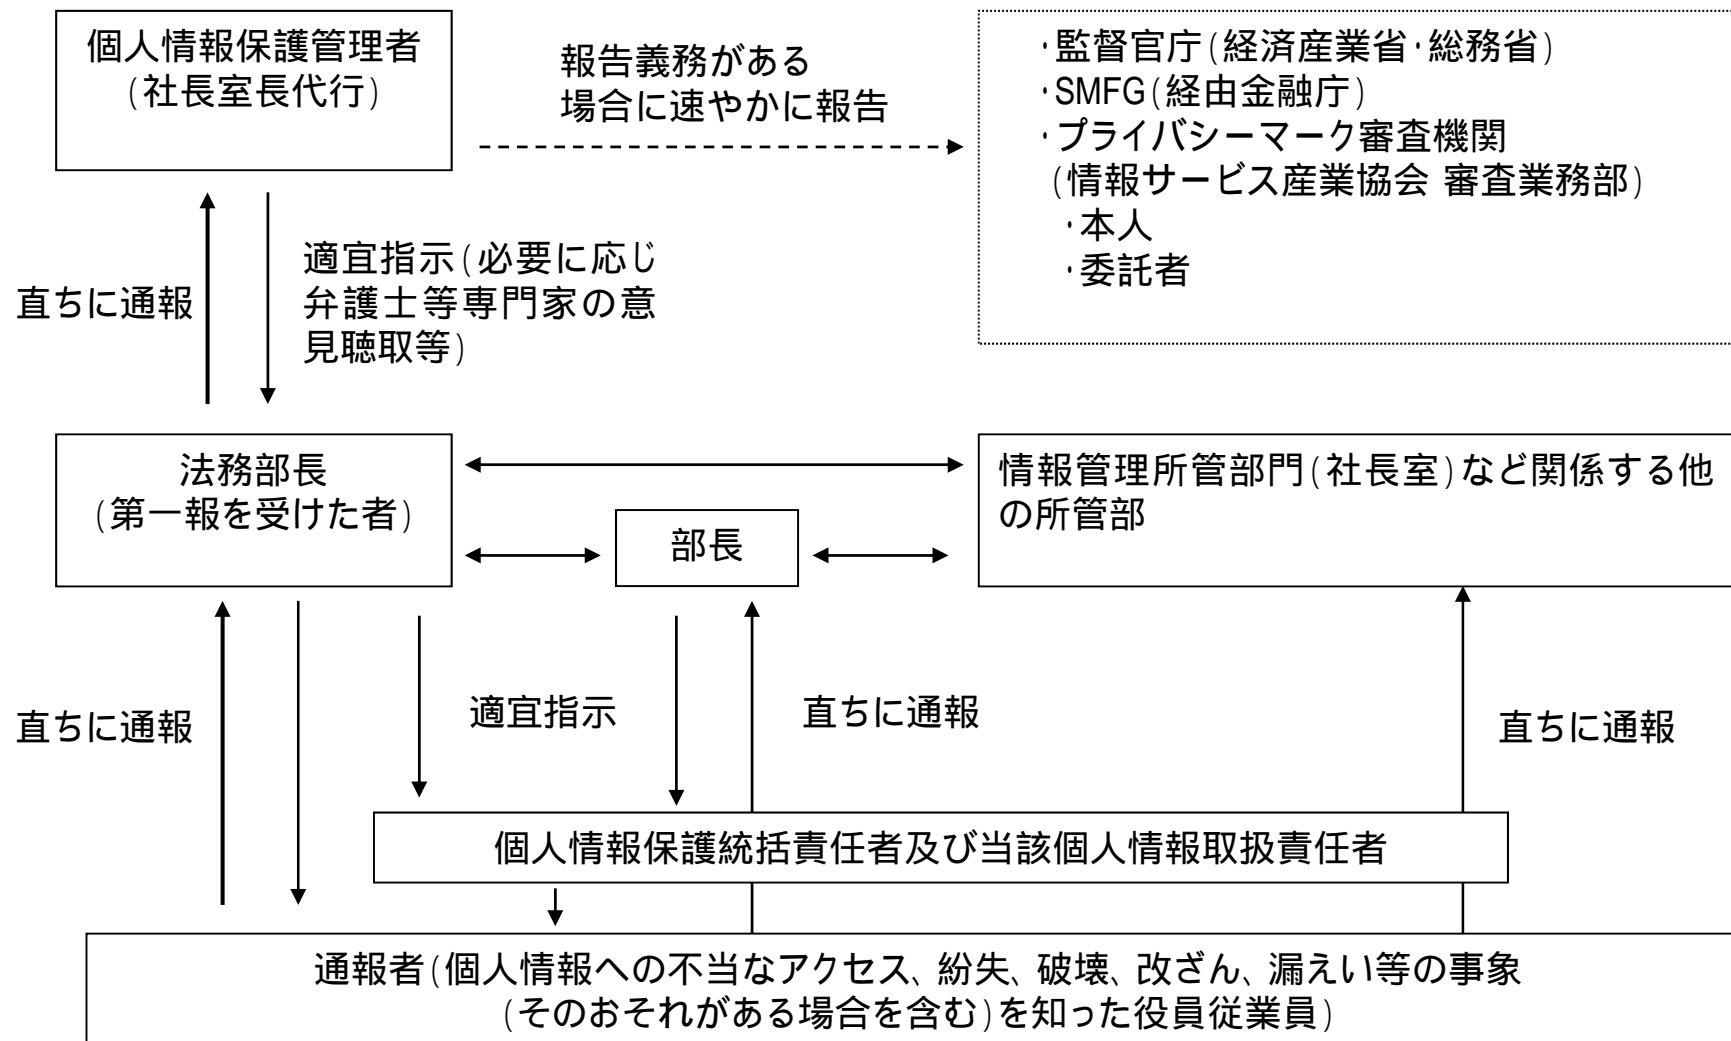 個人情報保護管理者
(社長室長代行)
報告義務がある
場合に速やかに報告
・監督官庁(経済産業省・総務省)
・SMFG(経由金融庁)
・プライバシーマーク審査機関
(情報サービス産業協会 審査業務部)
・本人
・委託者
直ちに通報
適宜指示(必要に応じ
弁護士等専門家の意
見聴取等)
法務部長
(第一報を受けた者)
部長
情報管理所管部門(社長室)など関係する他
の所管部
直ちに通報
適宜指示
直ちに通報
直ちに通報
個人情報保護統括責任者及び当該個人情報取扱責任者
通報者(個人情報への不当なアクセス、紛失、破壊、改ざん、漏えい等の事象
(そのおそれがある場合を含む)を知った役員従業員)